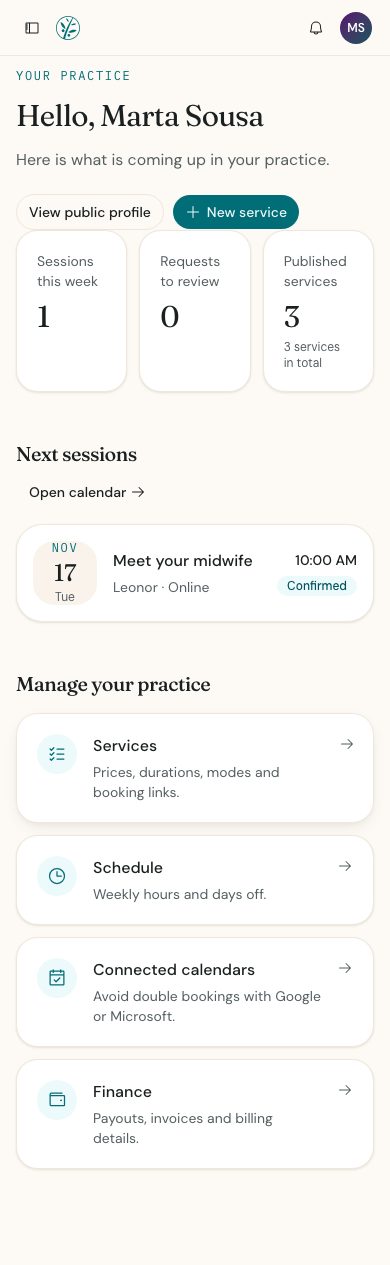 MS
YOUR PRACTICE
Hello, Marta Sousa
Here is what is coming up in your practice.
View public profile
New service
Sessions
this week
1
Requests
to review
0
Published
services
3
3 services
in total
Next sessions
Open calendar
NOV
17
Tue
Meet your midwife
Leonor · Online
10:00 AM
Confirmed
Manage your practice
Services
Prices, durations, modes and
booking links.
Schedule
Weekly hours and days off.
Connected calendars
Avoid double bookings with Google
or Microsoft.
Finance
Payouts, invoices and billing
details.